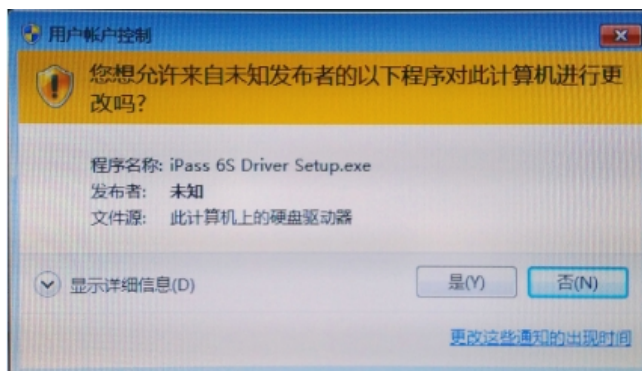 用户帐户控制
您想允许来自未知发布者的以下程序对此计算机进行更
改吗?
程序名称: iPass 6S Driver Setup.exe
发布者: 未知
文件源: 此计算机上的硬盘驱动器
显示详细信息(D)
是(Y)
否(N)
更改这些通知的出现时间